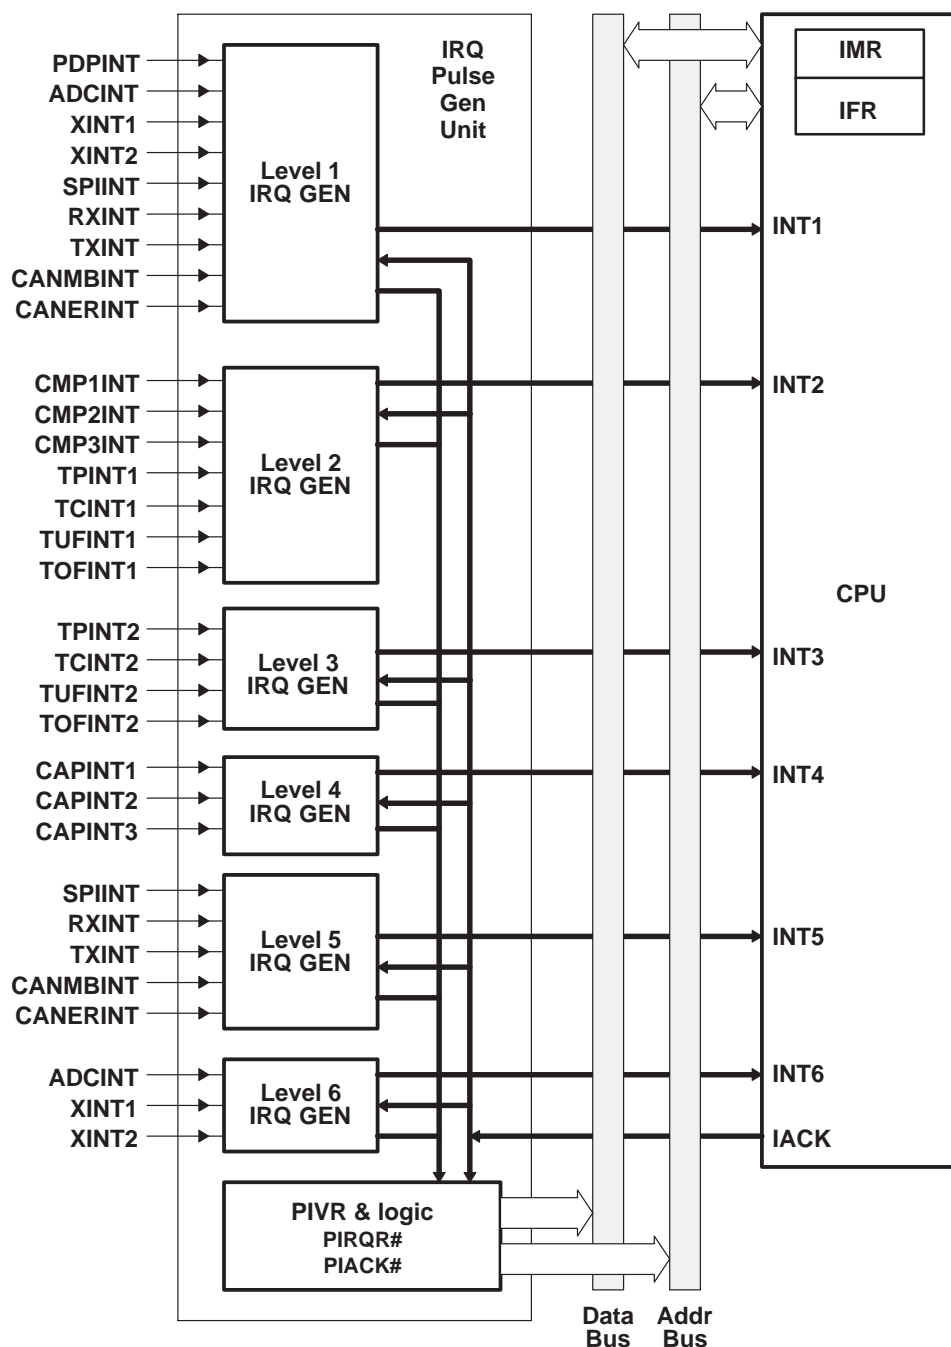 IRQ
Pulse
Gen
Unit
PDPINT
ADCINT
XINT1
XINT2
SPIINT
RXINT
TXINT
CANMBINT
CANERINT
Level 1
IRQ GEN
IMR
IFR
INT1
CMP1INT
CMP2INT
CMP3INT
TPINT1
TCINT1
TUFINT1
TOFINT1
Level 2
IRQ GEN
INT2
CPU
TPINT2
TCINT2
TUFINT2
TOFINT2
Level 3
IRQ GEN
INT3
CAPINT1
CAPINT2
CAPINT3
Level 4
IRQ GEN
INT4
SPIINT
RXINT
TXINT
CANMBINT
CANERINT
Level 5
IRQ GEN
INT5
ADCINT
XINT1
XINT2
Level 6
IRQ GEN
INT6
IACK
PIVR & logic
PIRQR#
PIACK#
Data
Bus
Addr
Bus